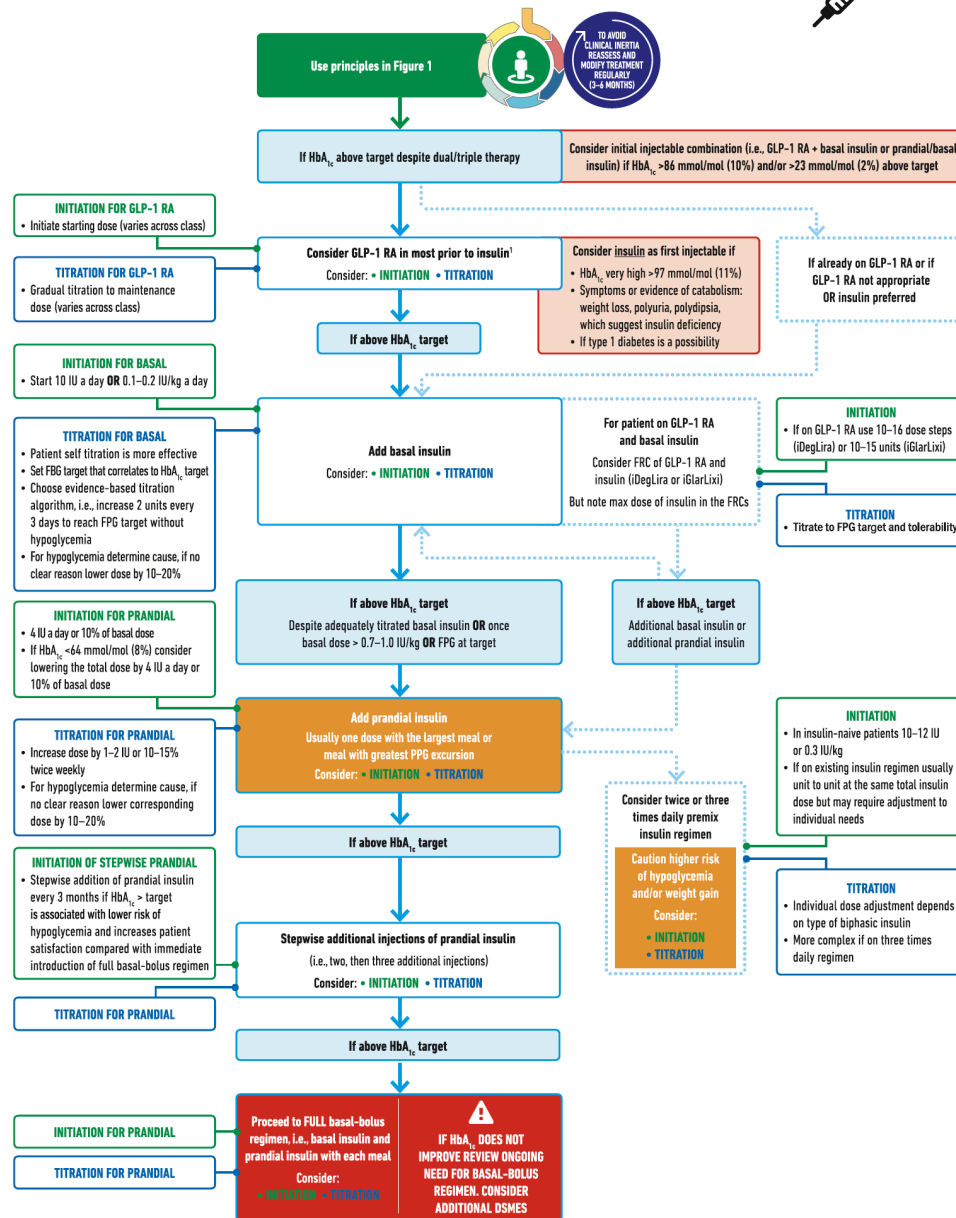 Use principles in Figure 1
TO AVOID
CLINICAL INERTIA
REASSESS AND
MODIFY TREATMENT
REGULARLY
(3–6 MONTHS)
If HbA1c above target despite dual/triple therapy
Consider initial injectable combination (i.e., GLP-1 RA + basal insulin or prandial/basal
insulin) if HbA1c >86 mmol/mol (10%) and/or >23 mmol/mol (2%) above target
INITIATION FOR GLP-1 RA
• Initiate starting dose (varies across class)
TITRATION FOR GLP-1 RA
• Gradual titration to maintenance
dose (varies across class)
Consider GLP-1 RA in most prior to insulin1
Consider: • INITIATION • TITRATION
Consider insulin as first injectable if
• HbA1c very high >97 mmol/mol (11%)
• Symptoms or evidence of catabolism:
weight loss, polyuria, polydipsia,
which suggest insulin deficiency
• If type 1 diabetes is a possibility
If already on GLP-1 RA or if
GLP-1 RA not appropriate
OR insulin preferred
If above HbA1c target
INITIATION FOR BASAL
• Start 10 IU a day OR 0.1–0.2 IU/kg a day
TITRATION FOR BASAL
• Patient self titration is more effective
• Set FBG target that correlates to HbA1c target
• Choose evidence-based titration
algorithm, i.e., increase 2 units every
3 days to reach FPG target without
hypoglycemia
• For hypoglycemia determine cause, if no
clear reason lower dose by 10–20%
Add basal insulin
Consider: • INITIATION • TITRATION
For patient on GLP-1 RA
and basal insulin
Consider FRC of GLP-1 RA and
insulin (iDegLira or iGlarLixi)
But note max dose of insulin in the FRCs
INITIATION
• If on GLP-1 RA use 10–16 dose steps
(iDegLira) or 10–15 units (iGlarLixi)
TITRATION
• Titrate to FPG target and tolerability
If above HbA1c target
Despite adequately titrated basal insulin OR once
basal dose > 0.7–1.0 IU/kg OR FPG at target
If above HbA1c target
Additional basal insulin or
additional prandial insulin
INITIATION FOR PRANDIAL
• 4 IU a day or 10% of basal dose
• If HbA1c <64 mmol/mol (8%) consider
lowering the total dose by 4 IU a day or
10% of basal dose
TITRATION FOR PRANDIAL
• Increase dose by 1–2 IU or 10–15%
twice weekly
• For hypoglycemia determine cause, if
no clear reason lower corresponding
dose by 10–20%
Add prandial insulin
Usually one dose with the largest meal or
meal with greatest PPG excursion
Consider: • INITIATION • TITRATION
Consider twice or three
times daily premix
insulin regimen
Caution higher risk
of hypoglycemia
and/or weight gain
Consider:
• INITIATION
• TITRATION
INITIATION
• In insulin-naive patients 10–12 IU
or 0.3 IU/kg
• If on existing insulin regimen usually
unit to unit at the same total insulin
dose but may require adjustment to
individual needs
TITRATION
• Individual dose adjustment depends
on type of biphasic insulin
• More complex if on three times
daily regimen
If above HbA1c target
INITIATION OF STEPWISE PRANDIAL
• Stepwise addition of prandial insulin
every 3 months if HbA1c > target
is associated with lower risk of
hypoglycemia and increases patient
satisfaction compared with immediate
introduction of full basal-bolus regimen
TITRATION FOR PRANDIAL
Stepwise additional injections of prandial insulin
(i.e., two, then three additional injections)
Consider: • INITIATION • TITRATION
If above HbA1c target
INITIATION FOR PRANDIAL
TITRATION FOR PRANDIAL
Proceed to FULL basal-bolus
regimen, i.e., basal insulin and
prandial insulin with each meal
Consider:
• INITIATION • TITRATION
IF HbA1c DOES NOT
IMPROVE REVIEW ONGOING
NEED FOR BASAL-BOLUS
REGIMEN. CONSIDER
ADDITIONAL DSMES